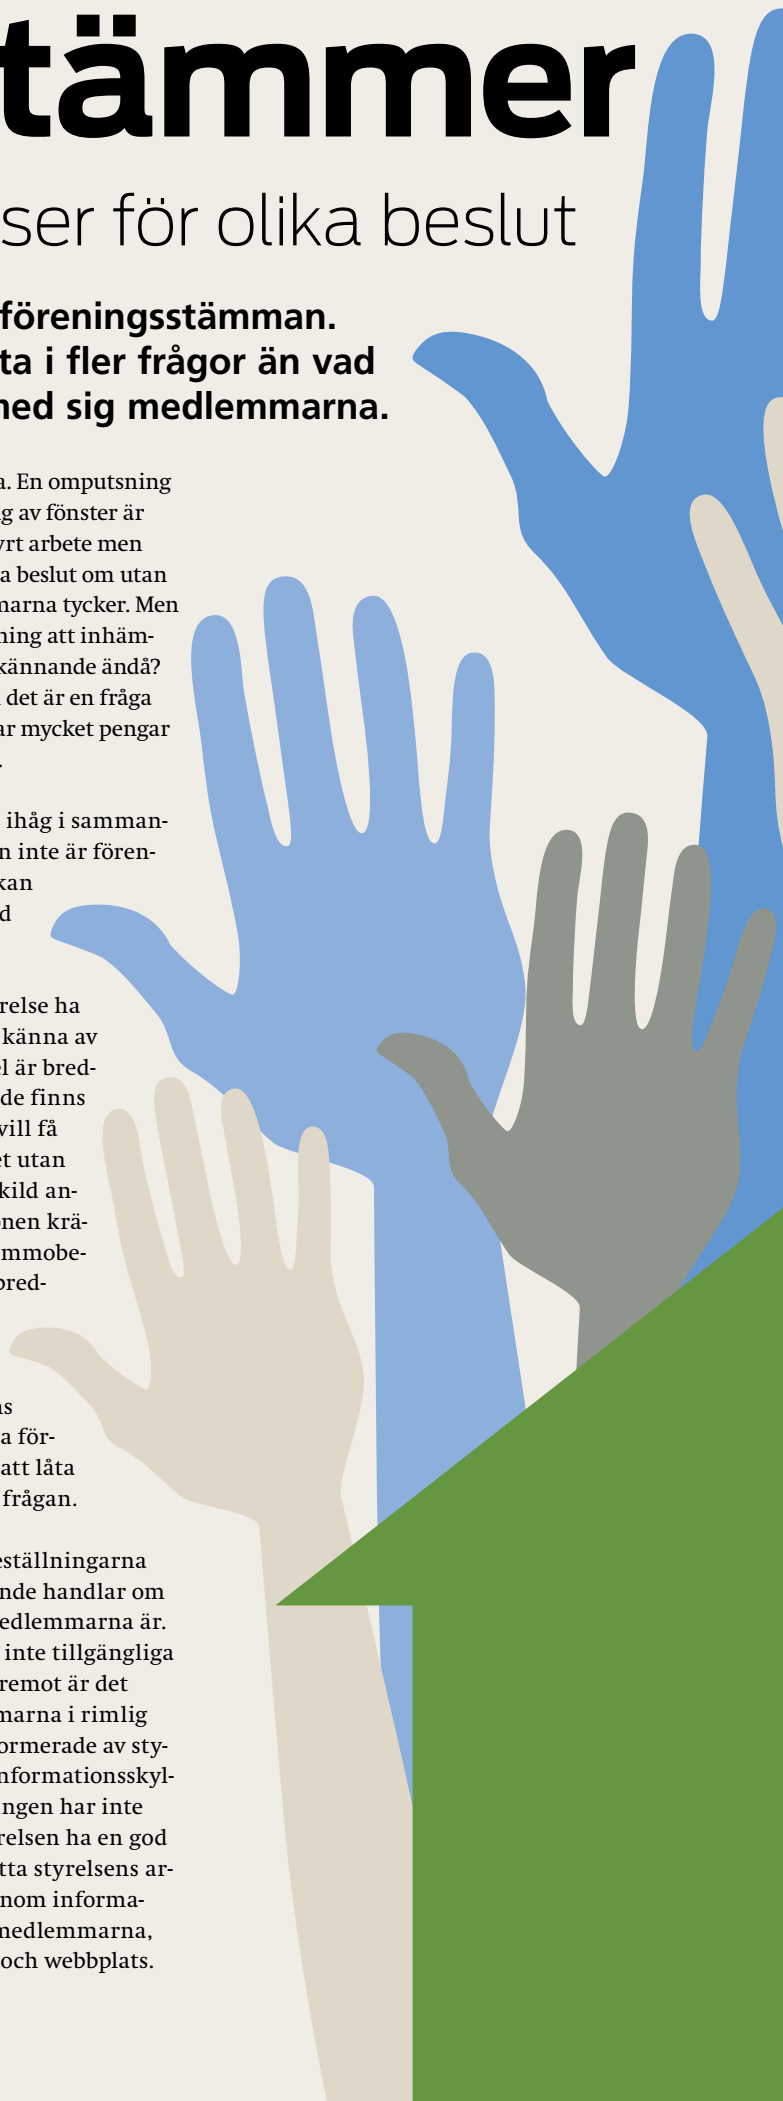 tämmer
ser för olika beslut
föreningsstämman.
ta i fler frågor än vad
med sig medlemmarna.
a. En omputsning
g av fönster är
yrt arbete men
a beslut om utan
marna tycker. Men
ning att inhäm-
kännande ändå?
det är en fråga
ar mycket pengar
.
ihåg i samman-
n inte är fören-
kan
d
relse ha
känna av
el är bred-
de finns
vill få
et utan
kild an-
onen krä-
mmobe-
bred-
ns
a för-
att låta
frågan.
eställningarna
nde handlar om
edlemmarna är.
inte tillgängliga
remot är det
marna i rimlig
ormerade av sty-
nformationsskyl-
ngen har inte
relsen ha en god
tta styrelsens ar-
nom informa-
medlemmarna,
och webbplats.